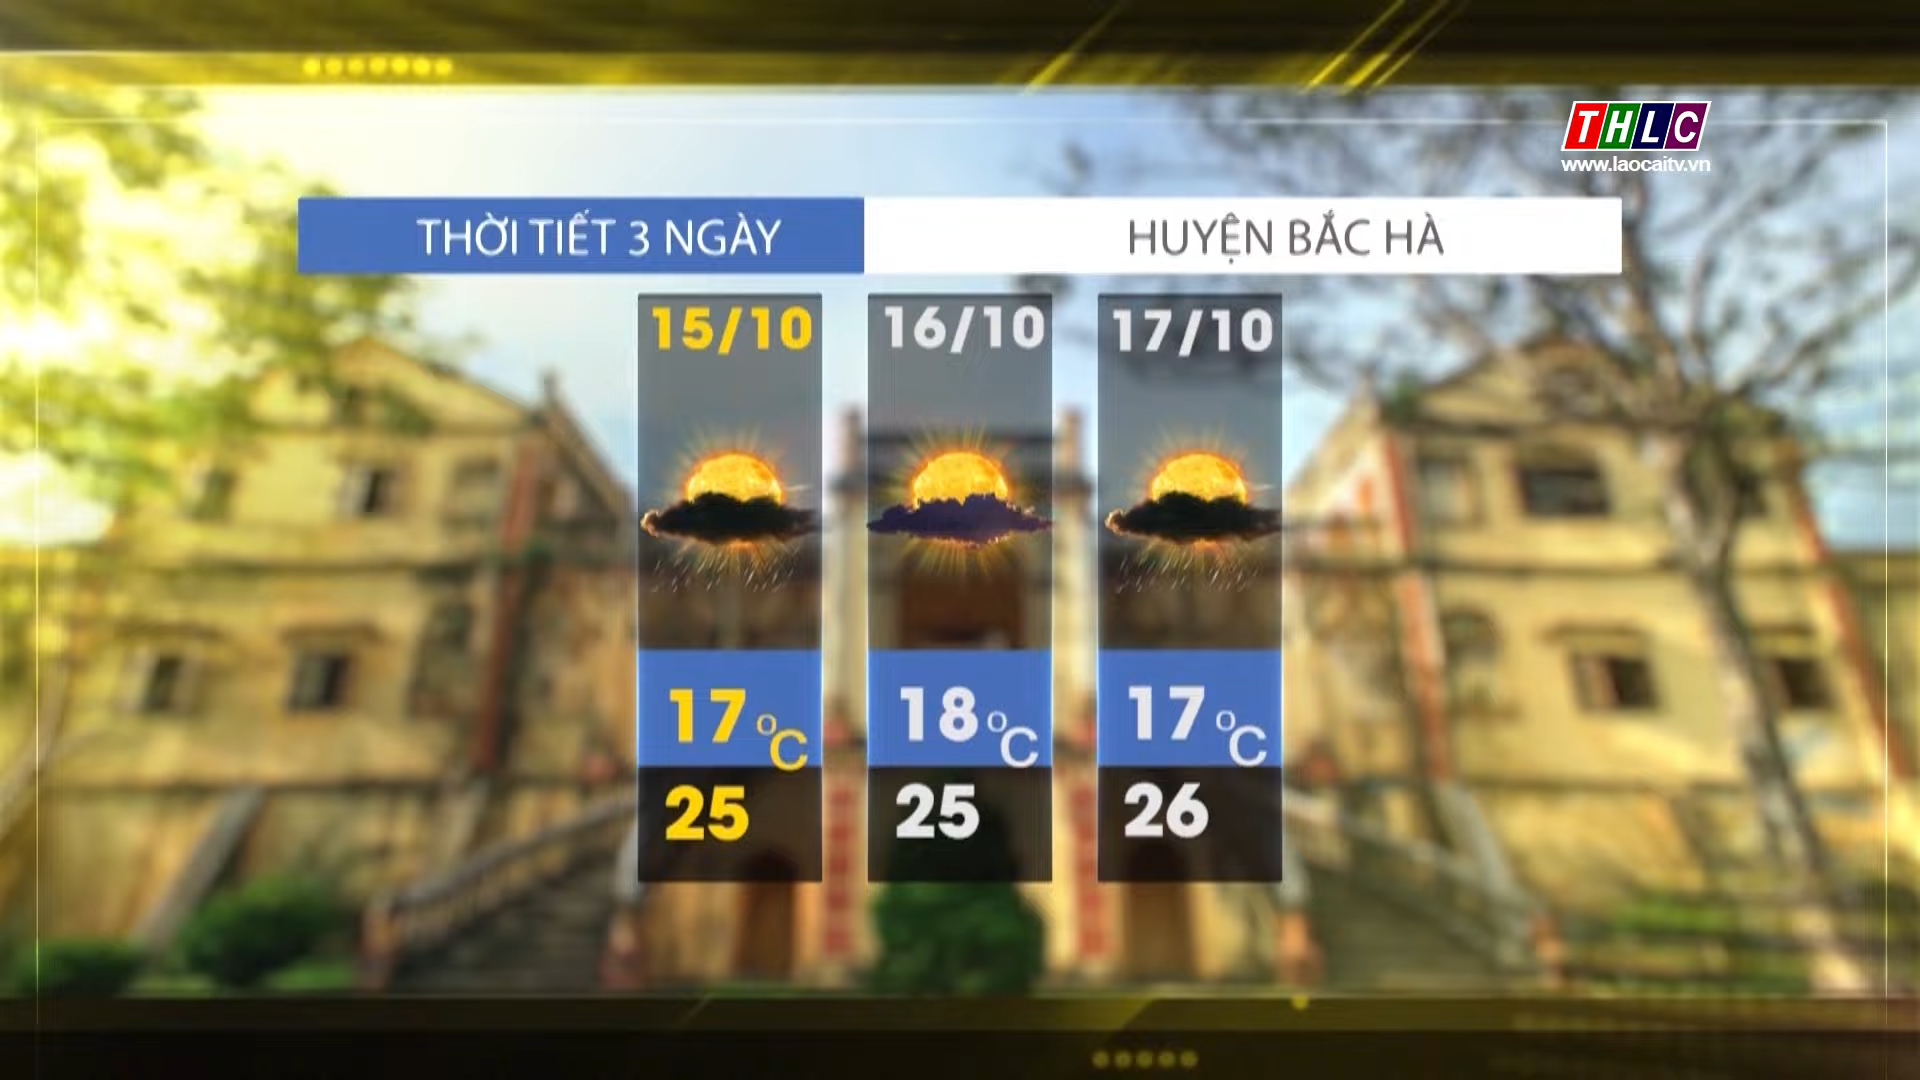 THLC
www.laocaitv.vn
THỜI TIẾT 3 NGÀY
HUYỆN BẮC HÀ
15/10
16/10
17/10
17 °C
18 °C
17 °C
25
25
26